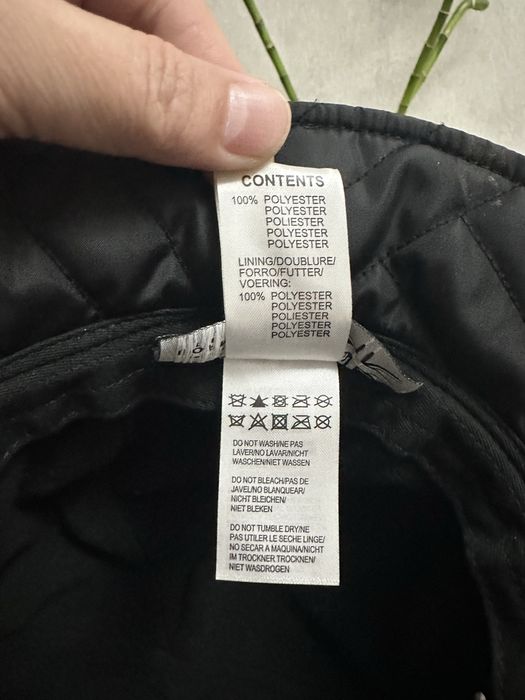 CONTENTS
100% POLYESTER
POLYESTER
POLIESTER
POLYESTER
POLYESTER
LINING/DOUBLURE/
FORRO/FUTTER/
VOERING:
100% POLYESTER
POLYESTER
POLIESTER
POLYESTER
POLYESTER
DO NOT WASH/NE PAS
LAVER/NO LAVAR/NICHT
WASCHEN/NIET WASSEN
DO NOT BLEACH/PAS DE
JAVEL/NO BLANQUEAR/
NICHT BLEICHEN/
NIET BLEKEN
DO NOT TUMBLE DRY/NE
PAS UTILER LE SECHE LINGE/
NO SECAR A MAQUINA/NICHT
IM TROCKNER TROCKNEN/
NIET WASDROGEN